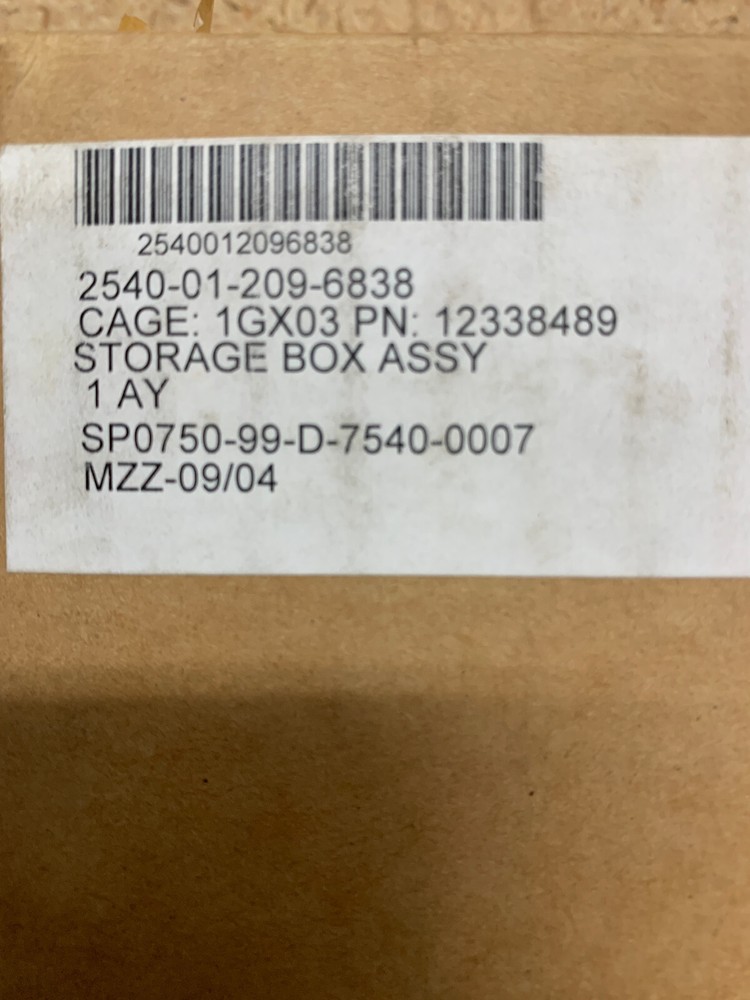 2540012096838
2540-01-209-6838
CAGE: 1GX03 PN: 12338489
STORAGE BOX ASSY
1 AY
SP0750-99-D-7540-0007
MZZ-09/04